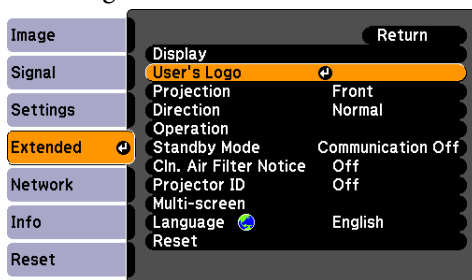 Image
Signal
Settings
Extended
Network
Info
Reset
Return
Display
User's Logo
Projection Front
Direction Normal
Operation
Standby Mode Communication Off
Cln. Air Filter Notice Off
Projector ID Off
Multi-screen
Language English
Reset